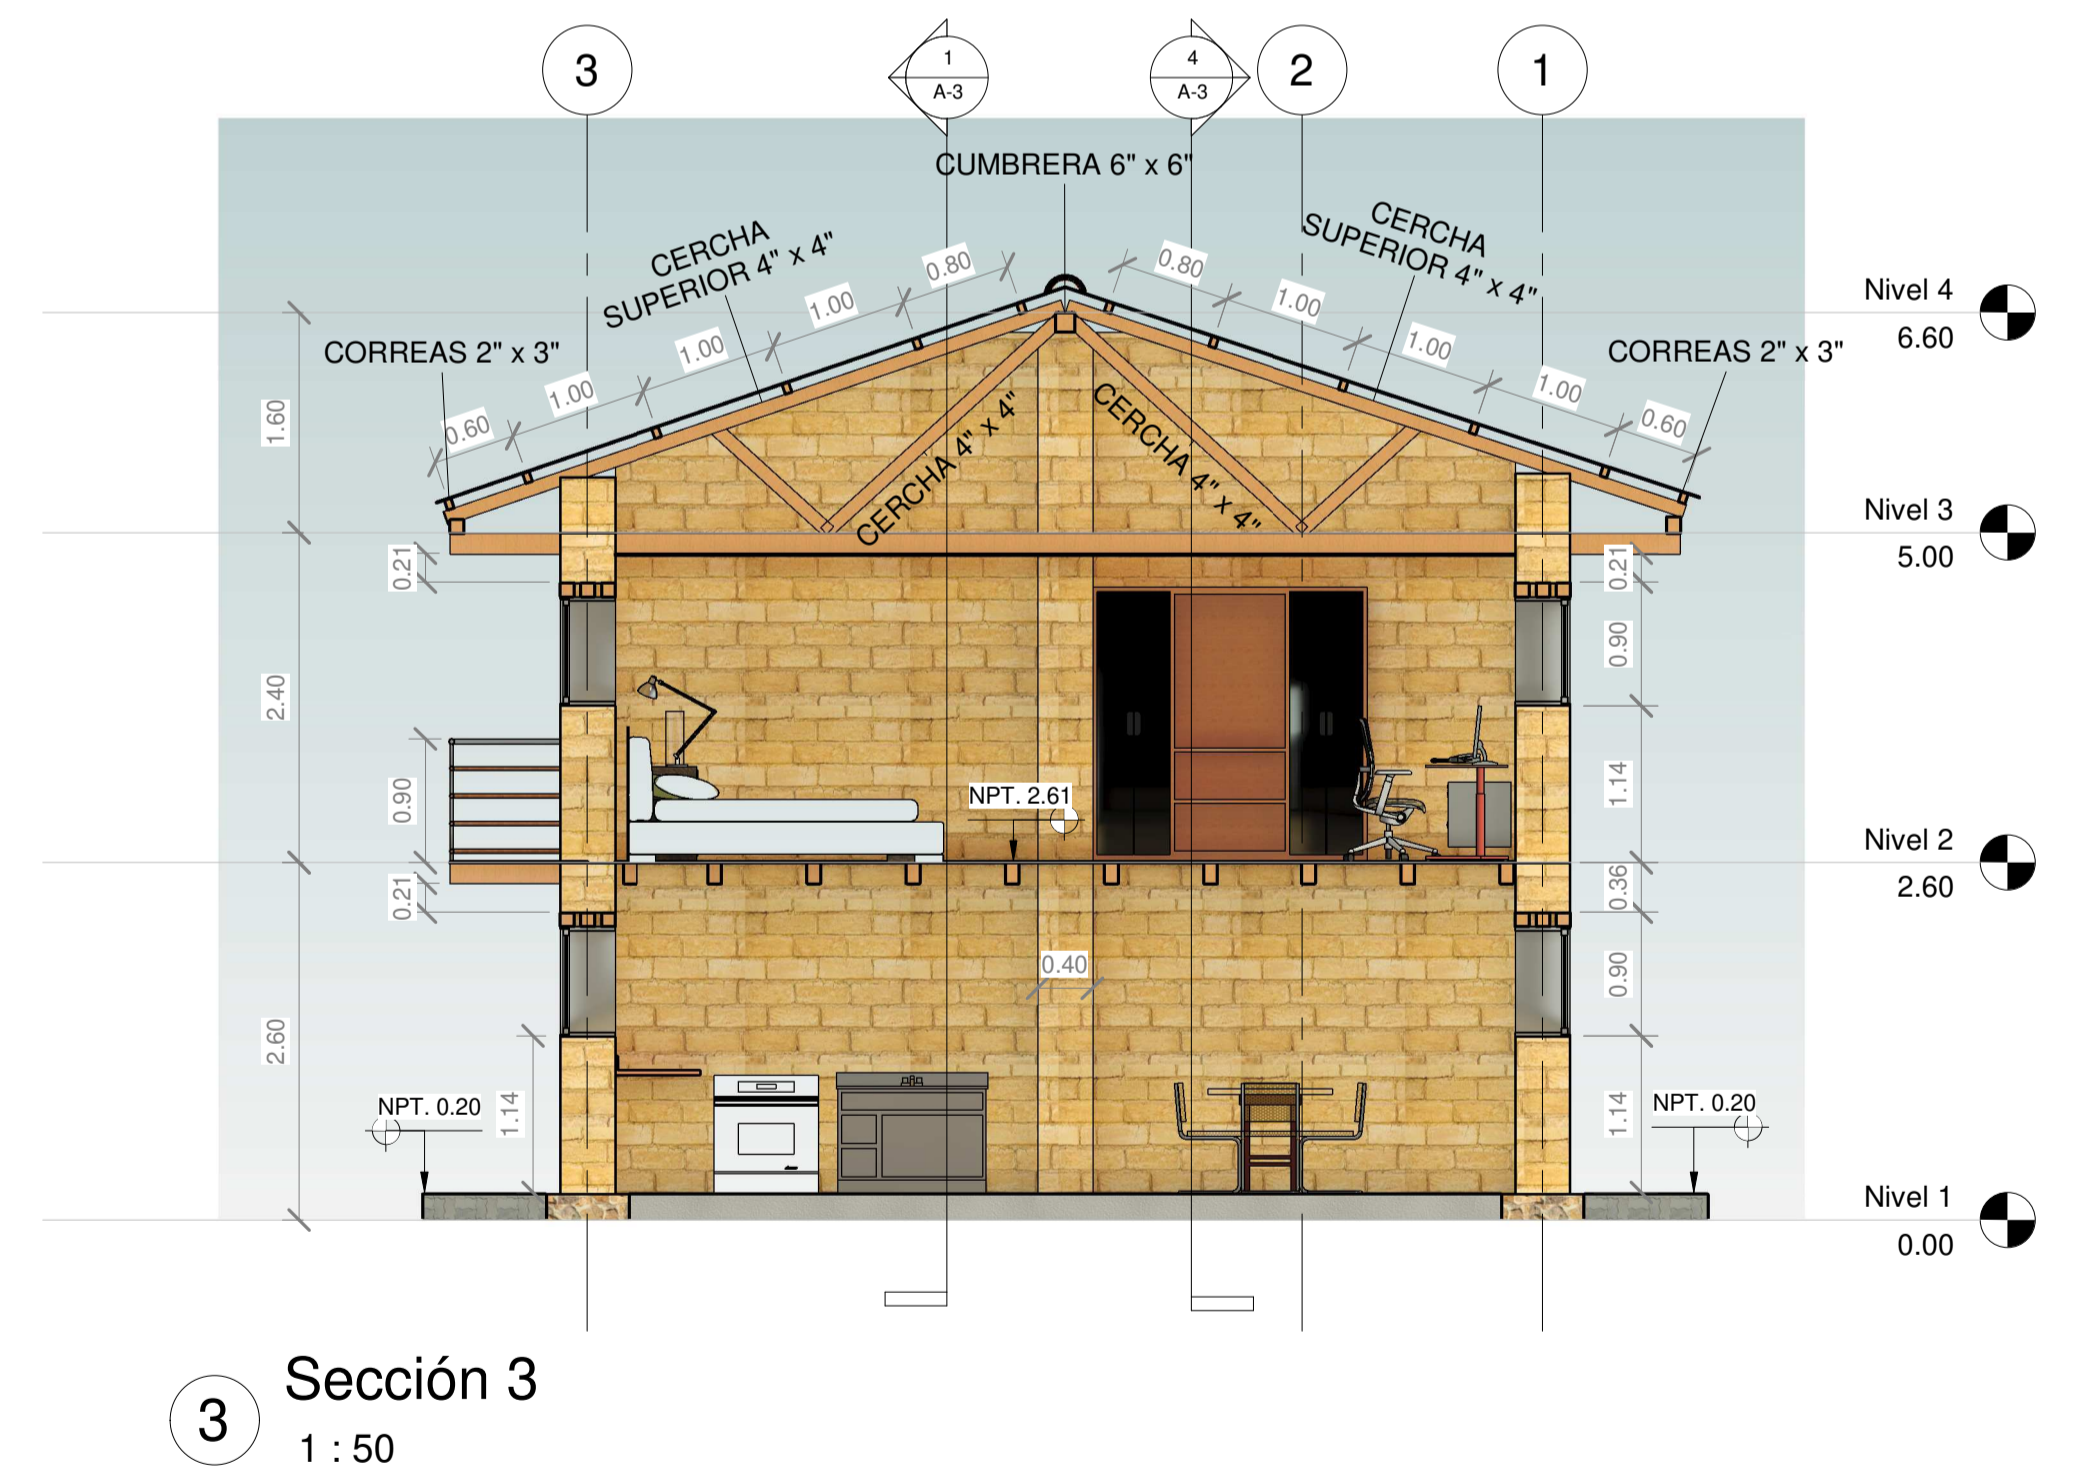 3
1
A-3
4
A-3
2
1
CUMBRERA 6" x 6"
CERCHA
SUPERIOR 4" x 4"
CERCHA
SUPERIOR 4" x 4"
CORREAS 2" x 3"
CORREAS 2" x 3"
0.60
1.00
1.00
1.00
0.80
0.80
1.00
1.00
1.00
0.60
Nivel 4
6.60
1.60
CERCHA 4" x 4"
CERCHA 4" x 4"
Nivel 3
5.00
0.21
0.21
0.90
2.40
1.14
0.90
NPT. 2.61
Nivel 2
2.60
0.21
0.36
0.40
0.90
2.60
NPT. 0.20
1.14
NPT. 0.20
1.14
Nivel 1
0.00
3
Sección 3
1 : 50